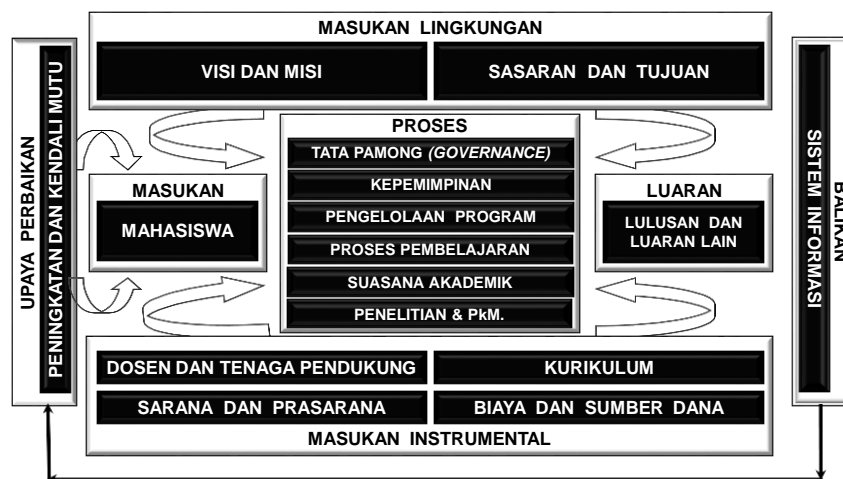 MASUKAN LINGKUNGAN
VISI DAN MISI
SASARAN DAN TUJUAN
UPAYA PERBAIKAN
PENINGKATAN DAN KENDALI MUTU
PROSES
TATA PAMONG (GOVERNANCE)
KEPEMIMPINAN
PENGELOLAAN PROGRAM
PROSES PEMBELAJARAN
SUASANA AKADEMIK
PENELITIAN & PkM.
MASUKAN
MAHASISWA
LUARAN
LULUSAN DAN
LUARAN LAIN
BALIKAN
SISTEM INFORMASI
DOSEN DAN TENAGA PENDUKUNG
KURIKULUM
SARANA DAN PRASARANA
BIAYA DAN SUMBER DANA
MASUKAN INSTRUMENTAL